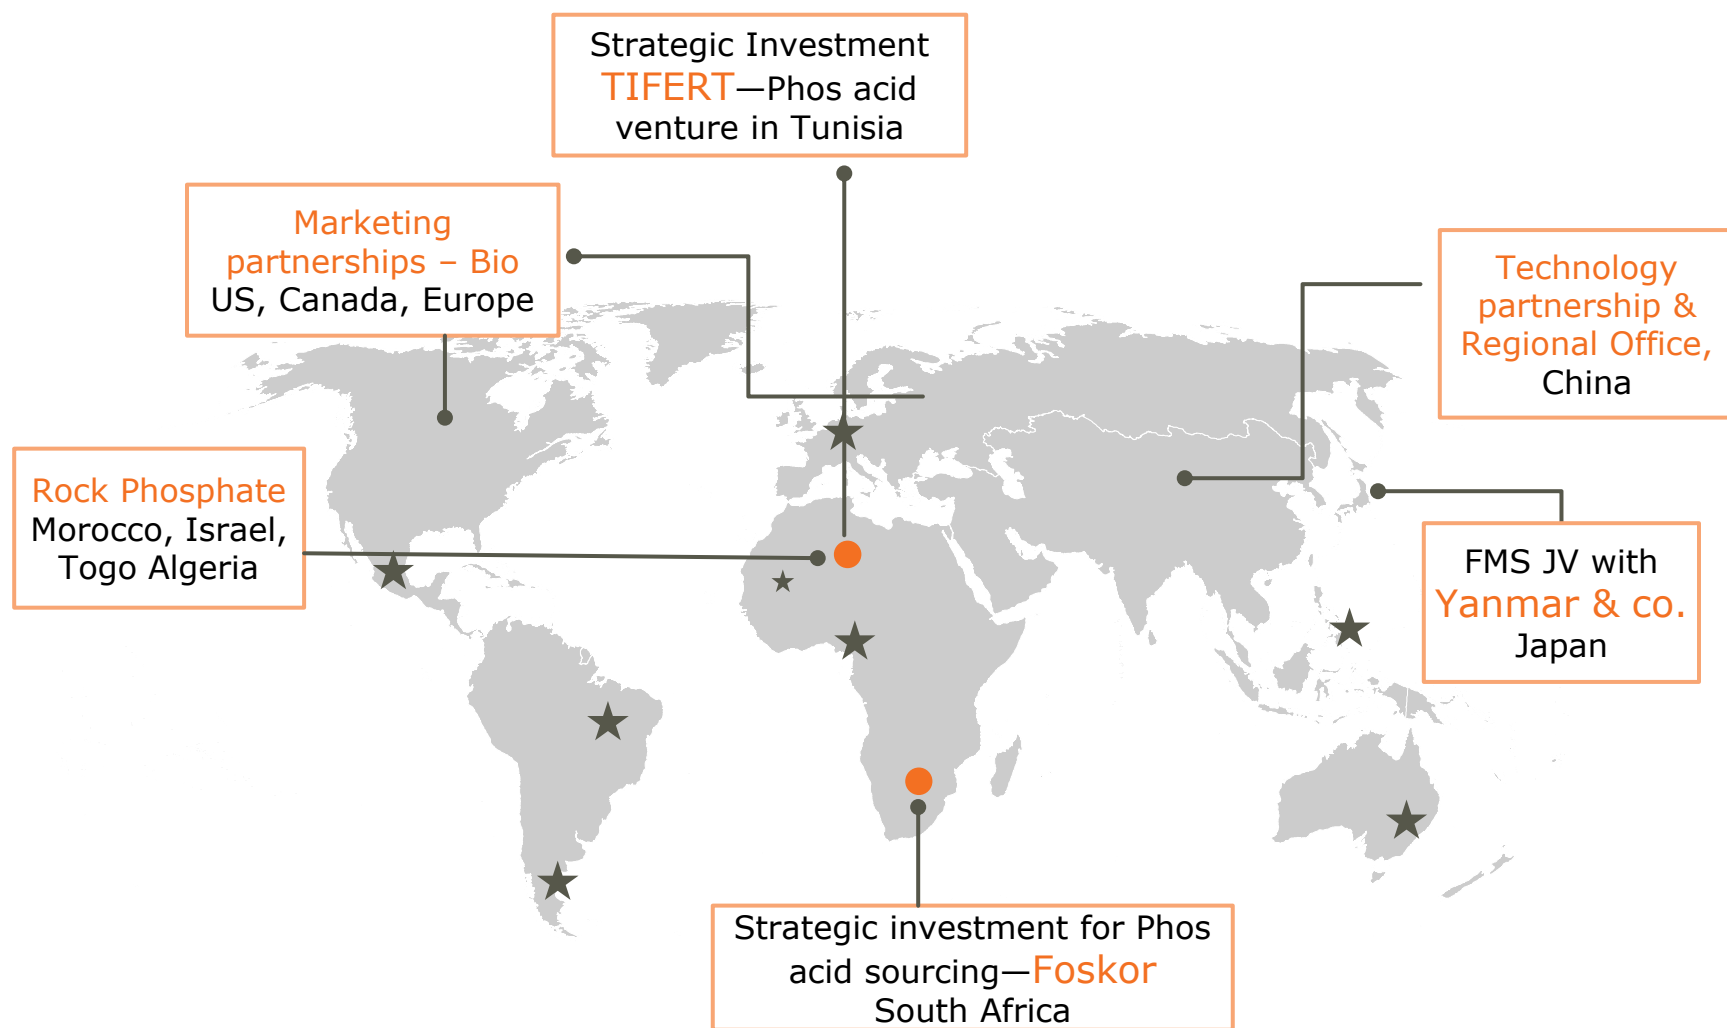 Strategic Investment
TIFERT—Phos acid
venture in Tunisia
Marketing
partnerships – Bio
US, Canada, Europe
Technology
partnership &
Regional Office,
China
Rock Phosphate
Morocco, Israel,
Togo Algeria
FMS JV with
Yanmar & co.
Japan
Strategic investment for Phos
acid sourcing—Foskor
South Africa